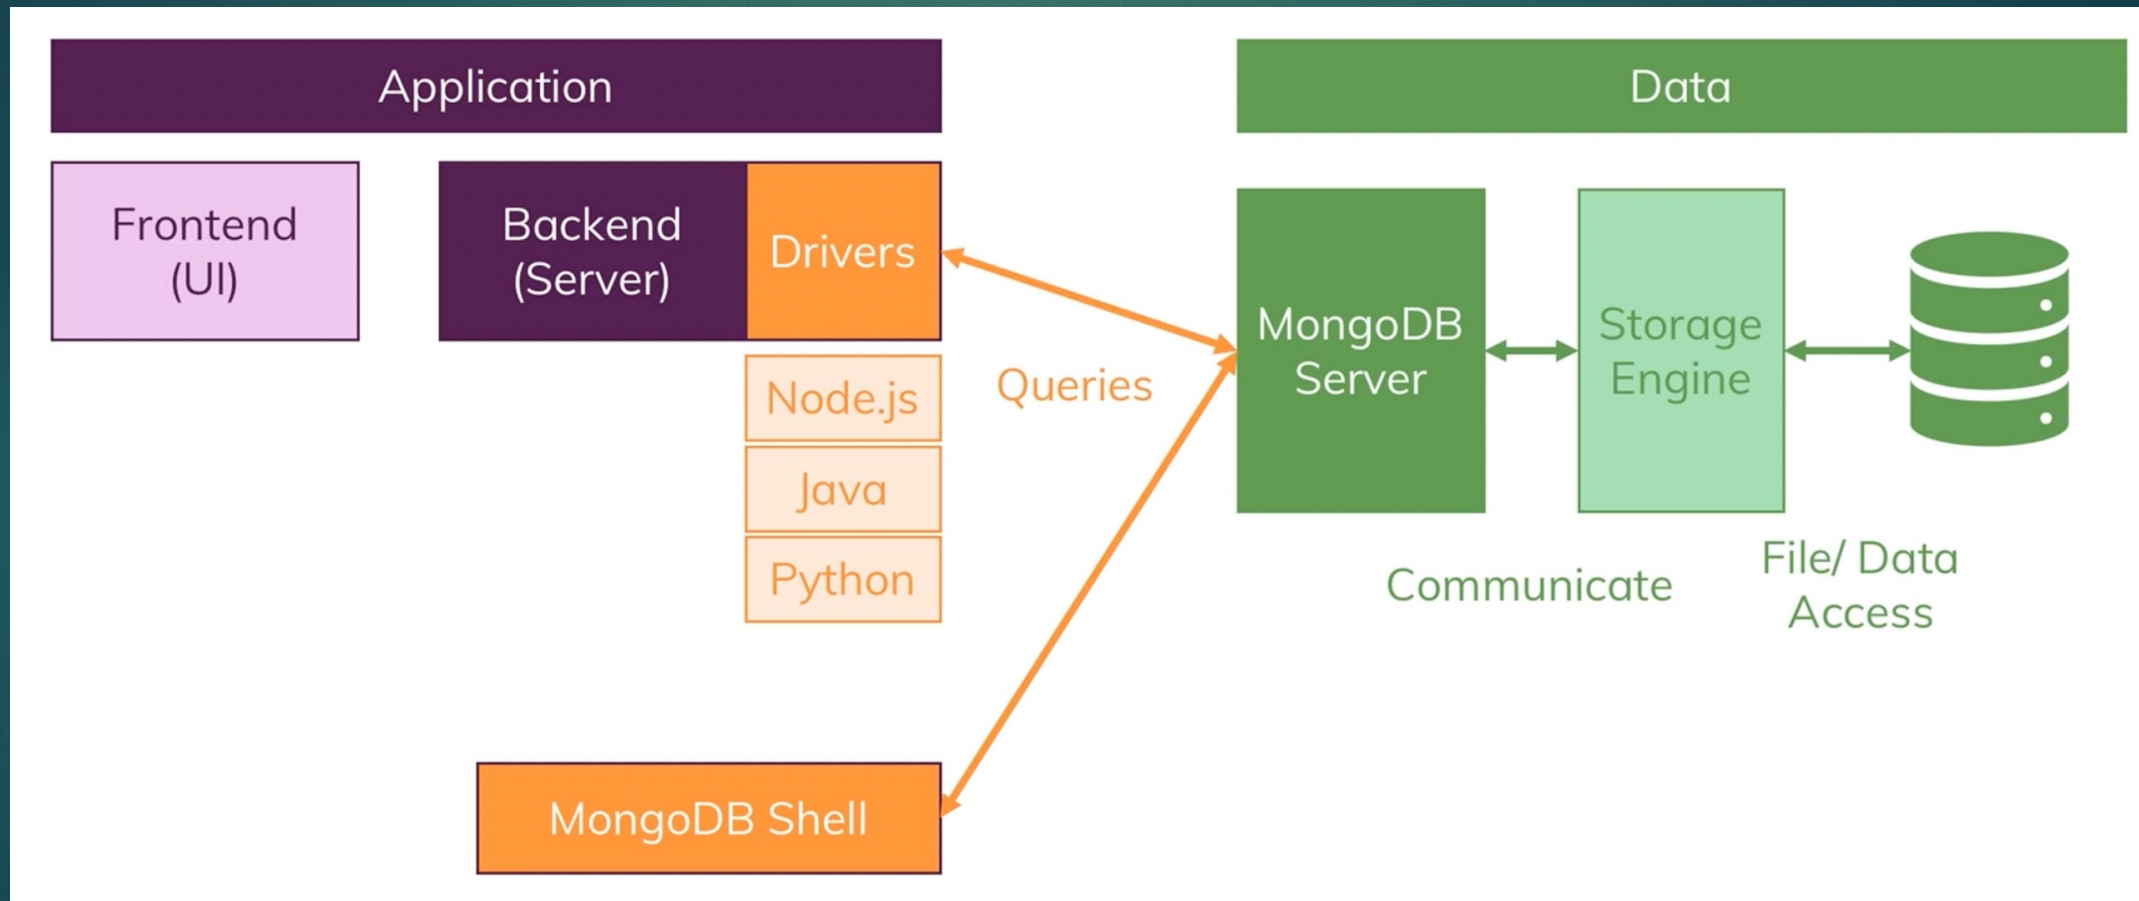 Application
Data
Frontend
(UI)
Backend
(Server)
Drivers
Node.js
Java
Python
Queries
MongoDB
Server
Storage
Engine
Communicate
File/ Data
Access
MongoDB Shell